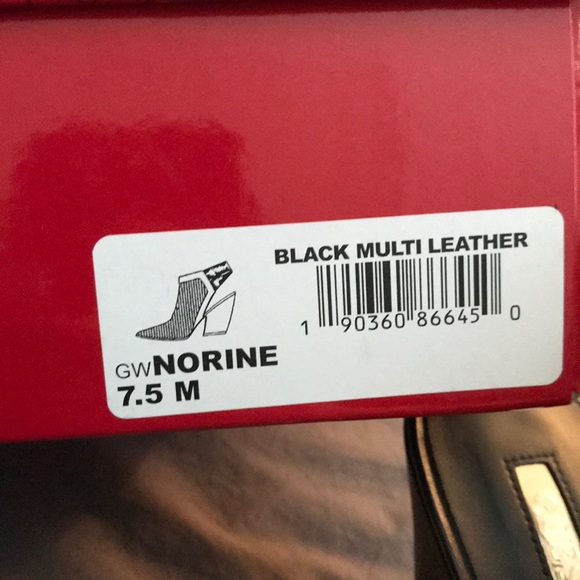 BLACK MULTI LEATHER
1 90360 86645 0
GWNORINE
7.5 M